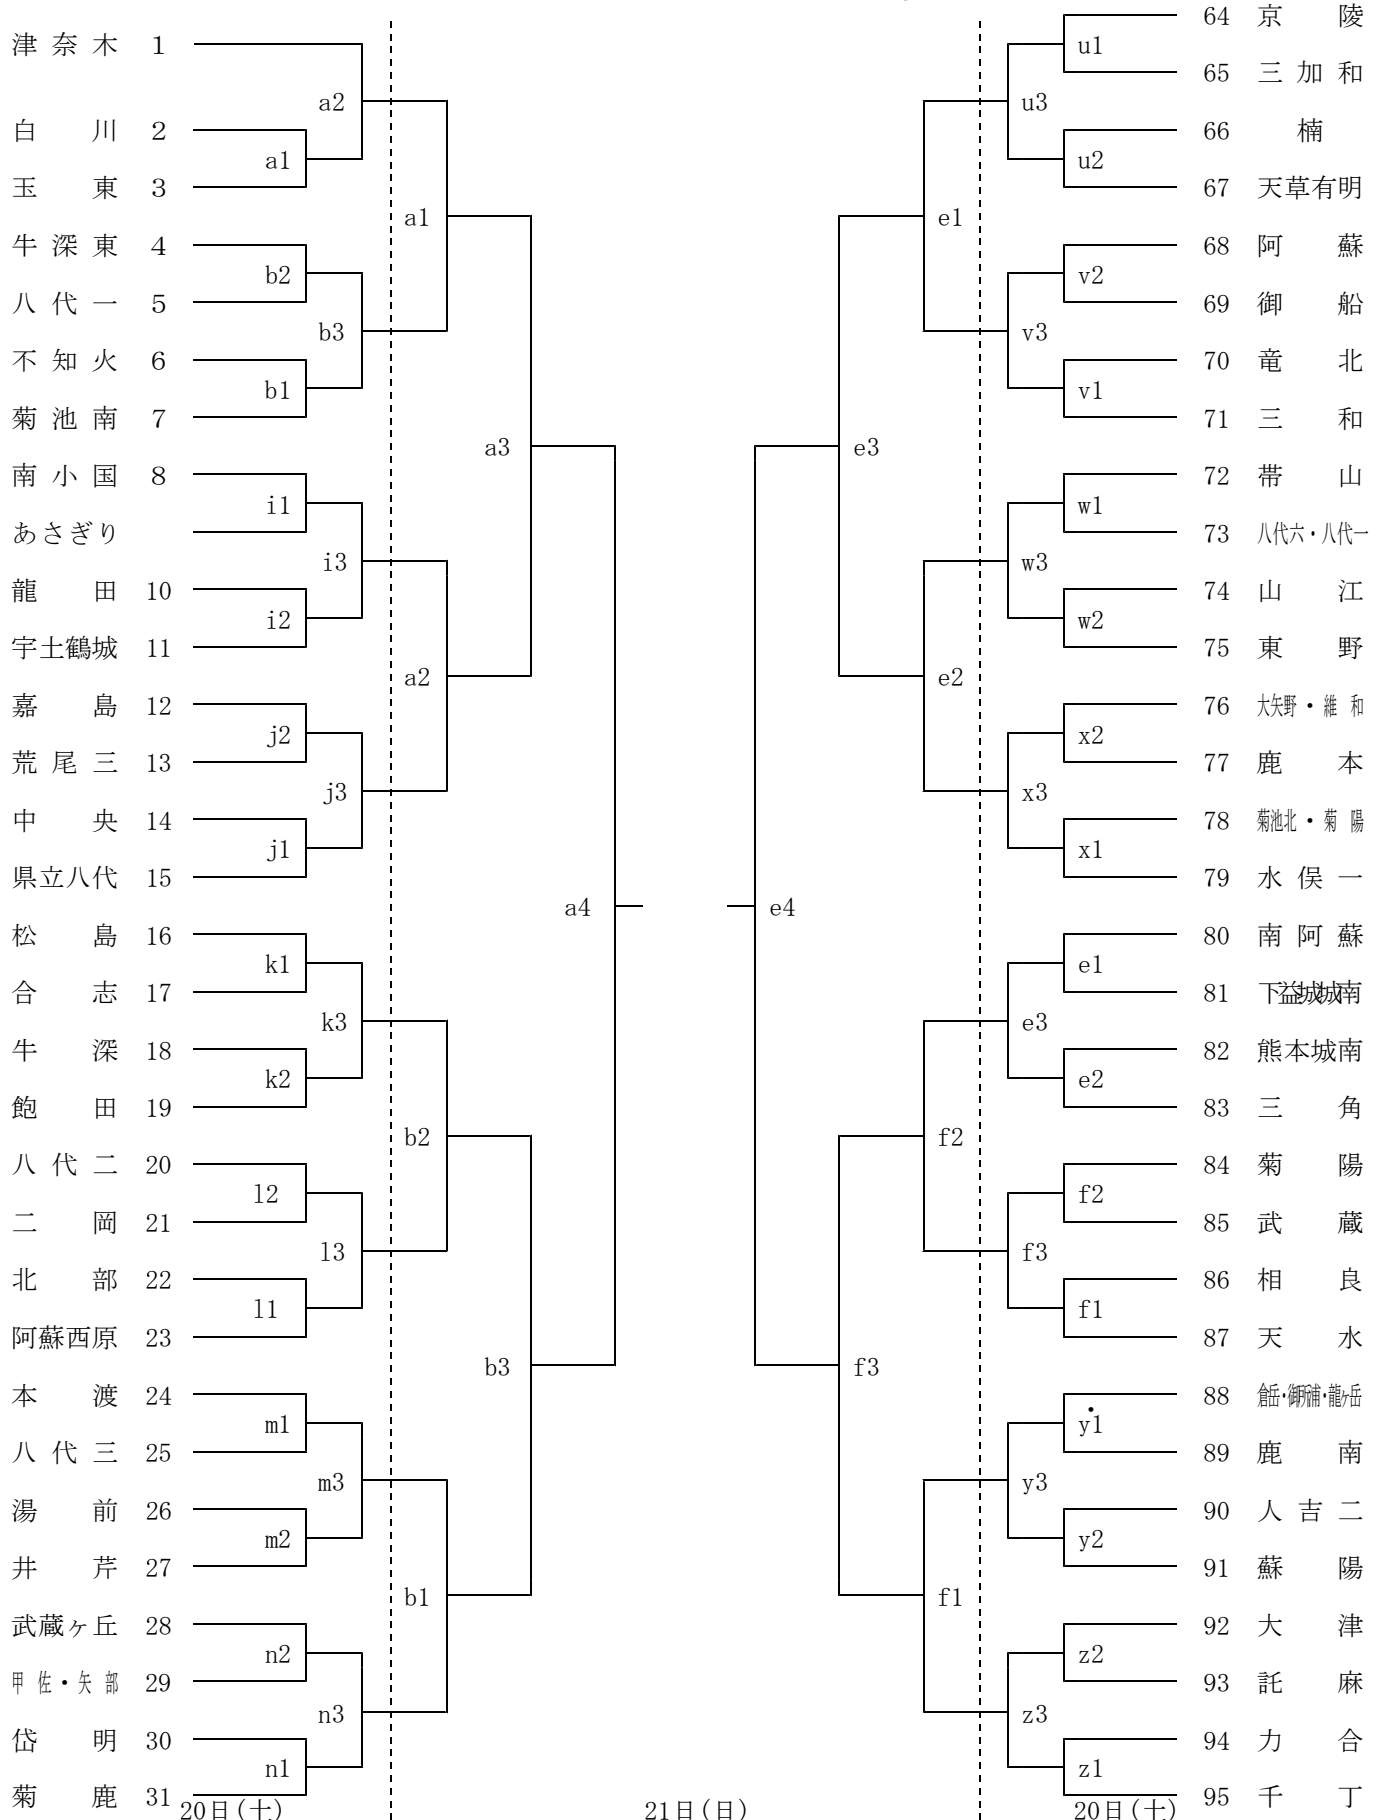 津奈木 1
a2
白川 2
a1
玉東 3
a1
牛深東 4
b2
八代一 5
b3
不知火 6
b1
菊池南 7
a3
南小国 8
i1
あさぎり
i3
龍田 10
i2
宇土鶴城 11
a2
嘉島 12
j2
荒尾三 13
j3
中央 14
j1
県立八代 15
a4
松島 16
k1
合志 17
k3
牛深 18
k2
飽田 19
b2
八代二 20
l2
二岡 21
l3
北部 22
l1
阿蘇西原 23
b3
本渡 24
m1
八代三 25
m3
湯前 26
m2
井芹 27
b1
武蔵ヶ丘 28
n2
甲佐・矢部 29
n3
岱明 30
n1
菊鹿 31
20日(土)
21日(日)
64 京陵
u1
65 三加和
u3
66 楠
u2
67 天草有明
e1
68 阿蘇
v2
69 御船
v3
70 竜北
v1
71 三和
e3
72 帯山
w1
73 八代六・八代一
w3
74 山江
w2
75 東野
e2
76 大矢野・維和
x2
77 鹿本
x3
78 菊池北・菊陽
x1
79 水俣一
e4
80 南阿蘇
e1
81 下益城城南
e3
82 熊本城南
e2
83 三角
f2
84 菊陽
f2
85 武蔵
f3
86 相良
f1
87 天水
f3
88 倉岳・御所浦・龍ヶ岳
y1
89 鹿南
y3
90 人吉二
y2
91 蘇陽
f1
92 大津
z2
93 託麻
z3
94 力合
z1
95 千丁
20日(土)